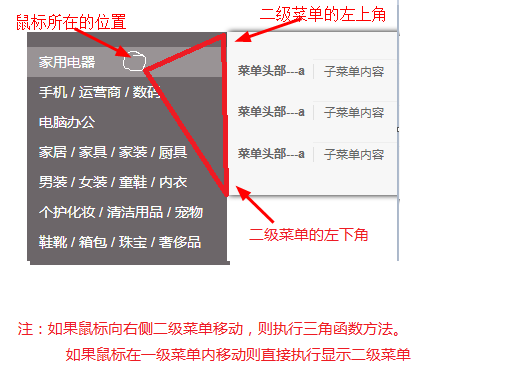 鼠标所在的位置
二级菜单的左上角
家用电器
手机 / 运营商 / 数码
电脑办公
家居 / 家具 / 家装 / 厨具
男装 / 女装 / 童鞋 / 内衣
个护化妆 / 清洁用品 / 宠物
鞋靴 / 箱包 / 珠宝 / 奢侈品
菜单头部---a 子菜单内容
菜单头部---a 子菜单内容
菜单头部---a 子菜单内容
二级菜单的左下角
注：如果鼠标向右侧二级菜单移动，则执行三角函数方法。
如果鼠标在一级菜单内移动则直接执行显示二级菜单